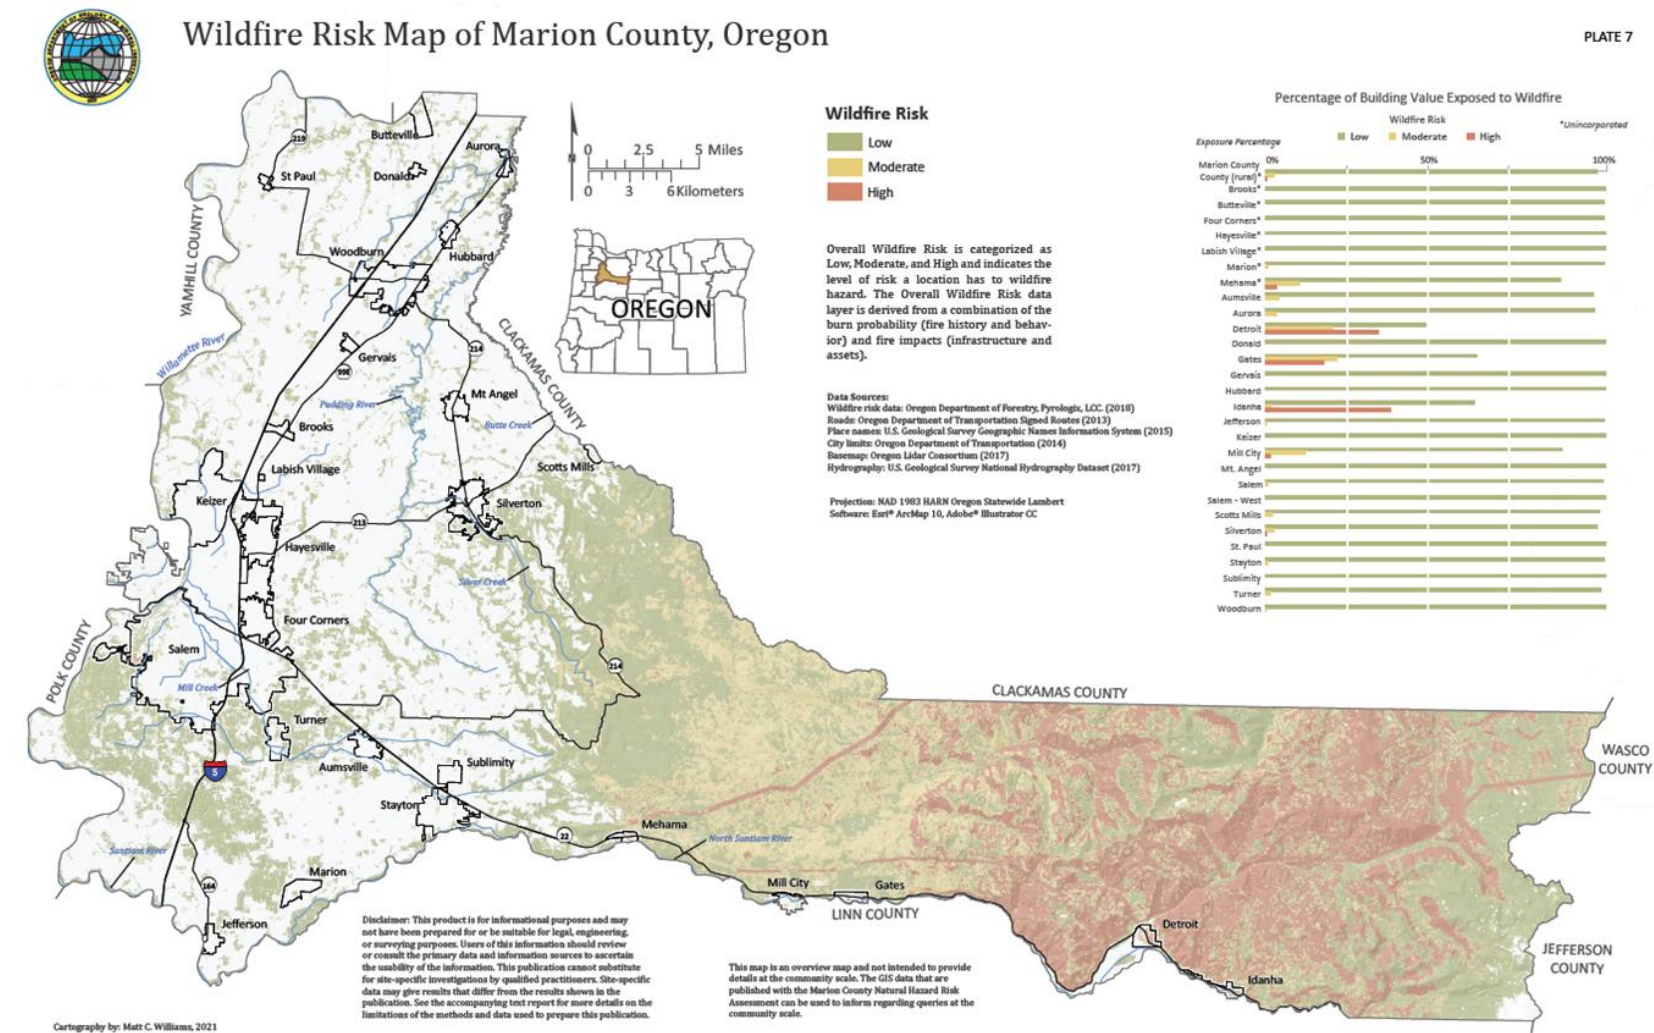 Wildfire Risk Map of Marion County, Oregon
PLATE 7
Wildfire Risk
Low
Moderate
High
0 2.5 5 Miles
0 3 6 Kilometers
N
OREGON
Overall Wildfire Risk is categorized as
Low, Moderate, and High and indicates the
level of risk a location has to wildfire
hazard. The Overall Wildfire Risk data
layer is derived from a combination of the
burn probability (fire history and behav-
ior) and fire impacts (infrastructure and
assets).
Data Sources:
Wildfire risk data: Oregon Department of Forestry, Pyrologix, LCC. (2018)
Roads: Oregon Department of Transportation Signed Routes (2013)
Place names: U.S. Geological Survey Geographic Names Information System (2015)
City limits: Oregon Department of Transportation (2014)
Basemap: Oregon Lidar Consortium (2017)
Hydrography: U.S. Geological Survey National Hydrography Dataset (2017)
Projection: NAD 1983 HARN Oregon Statewide Lambert
Software: Esri® ArcMap 10, Adobe® Illustrator CC
Percentage of Building Value Exposed to Wildfire
Wildfire Risk
*Unincorporated
Low Moderate High
Exposure Percentage
0% 50% 100%
Marion County
County (rural)*
Brooks*
Butteville*
Four Corners*
Hayesville*
Labish Village*
Marion*
Mehama*
Aumsville
Aurora
Detroit
Donald
Gates
Gervais
Hubbard
Idanha
Jefferson
Keizer
Mill City
Mt. Angel
Salem
Salem - West
Scotts Mills
Silverton
St. Paul
Stayton
Sublimity
Turner
Woodburn
219
Butteville
Aurora
St Paul
Donald
YAMHILL COUNTY
Woodburn
Hubbard
CLACKAMAS COUNTY
Willamette River
Gervais
214
99E
Pudding River
Mt Angel
Butte Creek
Brooks
Labish Village
Scotts Mills
Keizer
Silverton
213
Hayesville
Silver Creek
Four Corners
POLK COUNTY
Salem
214
Mill Creek
CLACKAMAS COUNTY
Turner
WASCO
COUNTY
5
Aumsville
Sublimity
Stayton
22
Mehama
North Santiam River
Santiam River
Marion
164
Mill City
Gates
LINN COUNTY
Jefferson
Detroit
JEFFERSON
COUNTY
Idanha
Disclaimer: This product is for informational purposes and may
not have been prepared for or be suitable for legal, engineering,
or surveying purposes. Users of this information should review
or consult the primary data and information sources to ascertain
the usability of the information. This publication cannot substitute
for site-specific investigations by qualified practitioners. Site-specific
data may give results that differ from the results shown in the
publication. See the accompanying text report for more details on the
limitations of the methods and data used to prepare this publication.
This map is an overview map and not intended to provide
details at the community scale. The GIS data that are
published with the Marion County Natural Hazard Risk
Assessment can be used to inform regarding queries at the
community scale.
Cartography by: Matt C. Williams, 2021